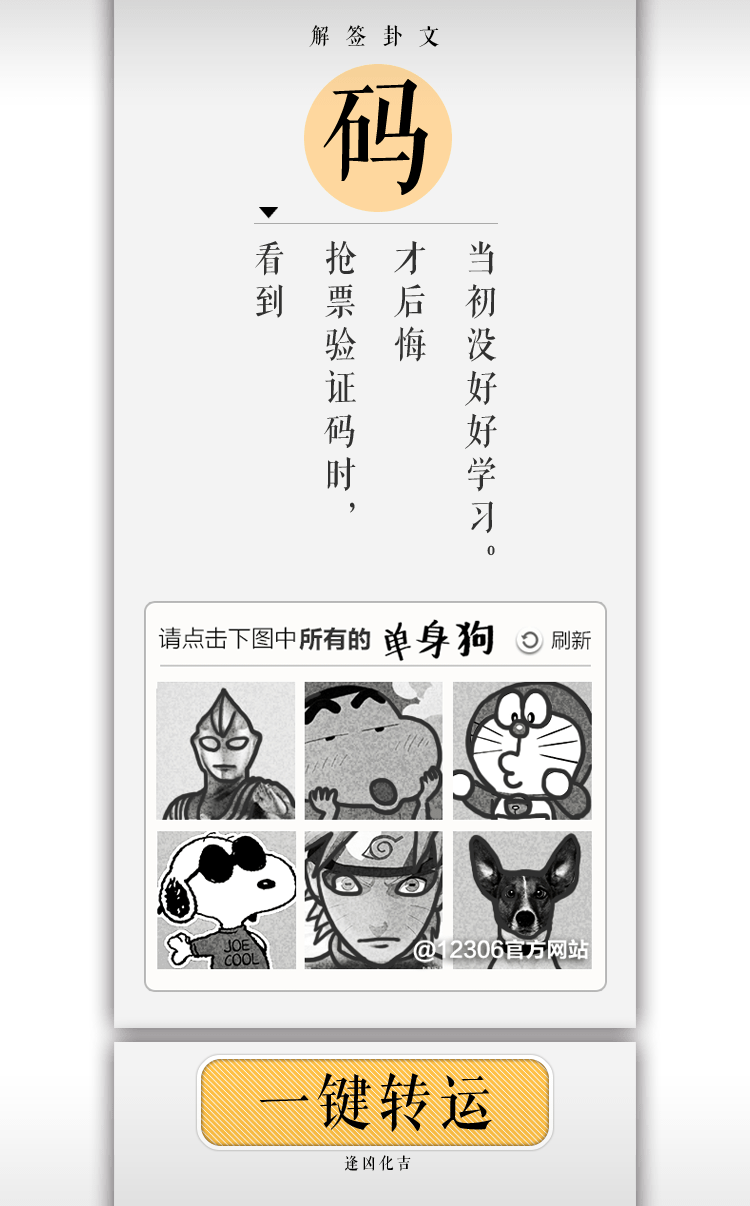 解签卦文
码
看到
抢票验证码时，
才后悔
当初没好好学习。
请点击下图中所有的 单身狗 刷新
JOE
COOL
@12306官方网站
一键转运
逢凶化吉